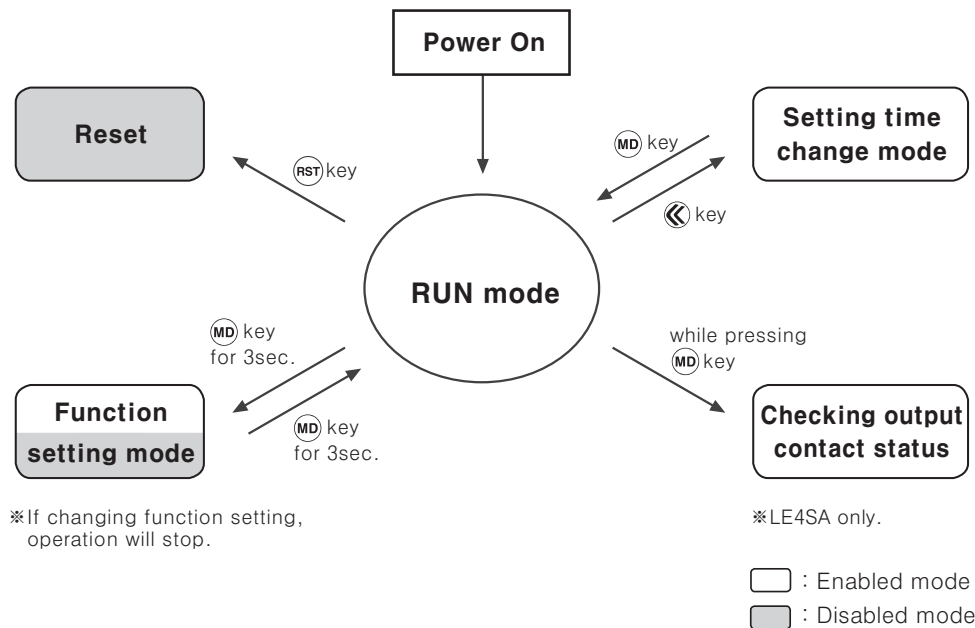 Power On
Reset
Setting time
change mode
MD key
RST key
« key
RUN mode
MD key
for 3sec.
while pressing
MD key
Function
setting mode
MD key
for 3sec.
Checking output
contact status
※If changing function setting,
operation will stop.
※LE4SA only.
: Enabled mode
: Disabled mode